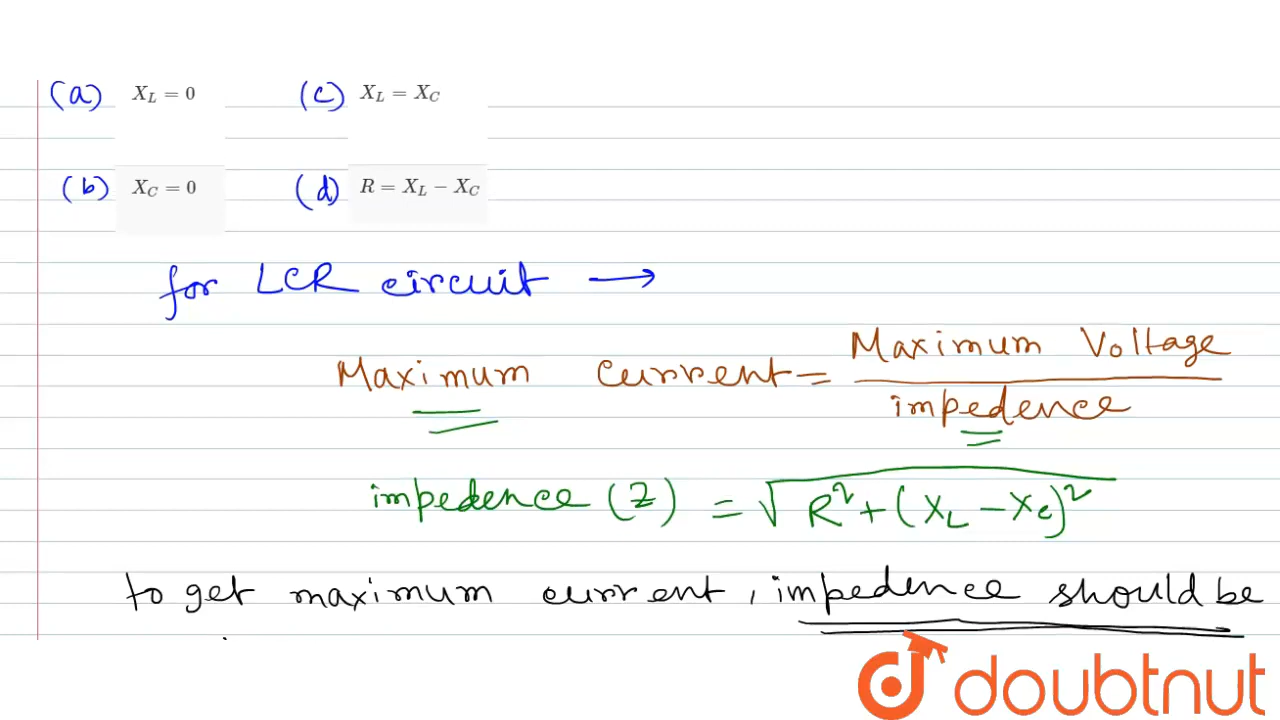 (a) X_L = 0 (c) X_L = X_C
(b) X_C = 0 (d) R = X_L − X_C
for LCR circuit →
Maximum current = Maximum Voltage / impedence
impedence (Z) = √R² + (X_L − X_C)²
to get maximum current, impedence should be
doubtnut